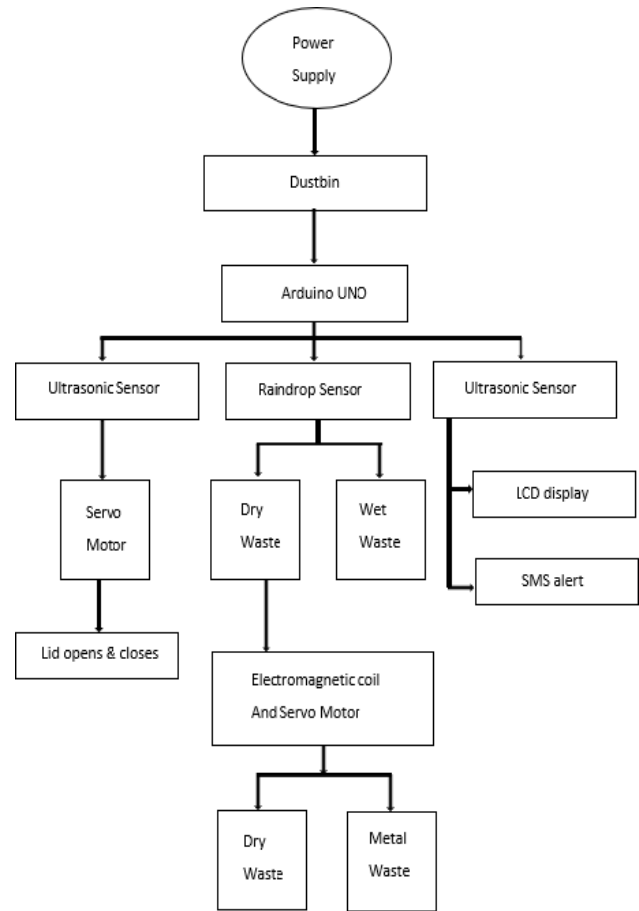 Power
Supply
Dustbin
Arduino UNO
Ultrasonic Sensor
Raindrop Sensor
Ultrasonic Sensor
Servo
Motor
Dry
Waste
Wet
Waste
LCD display
SMS alert
Lid opens & closes
Electromagnetic coil
And Servo Motor
Dry
Waste
Metal
Waste